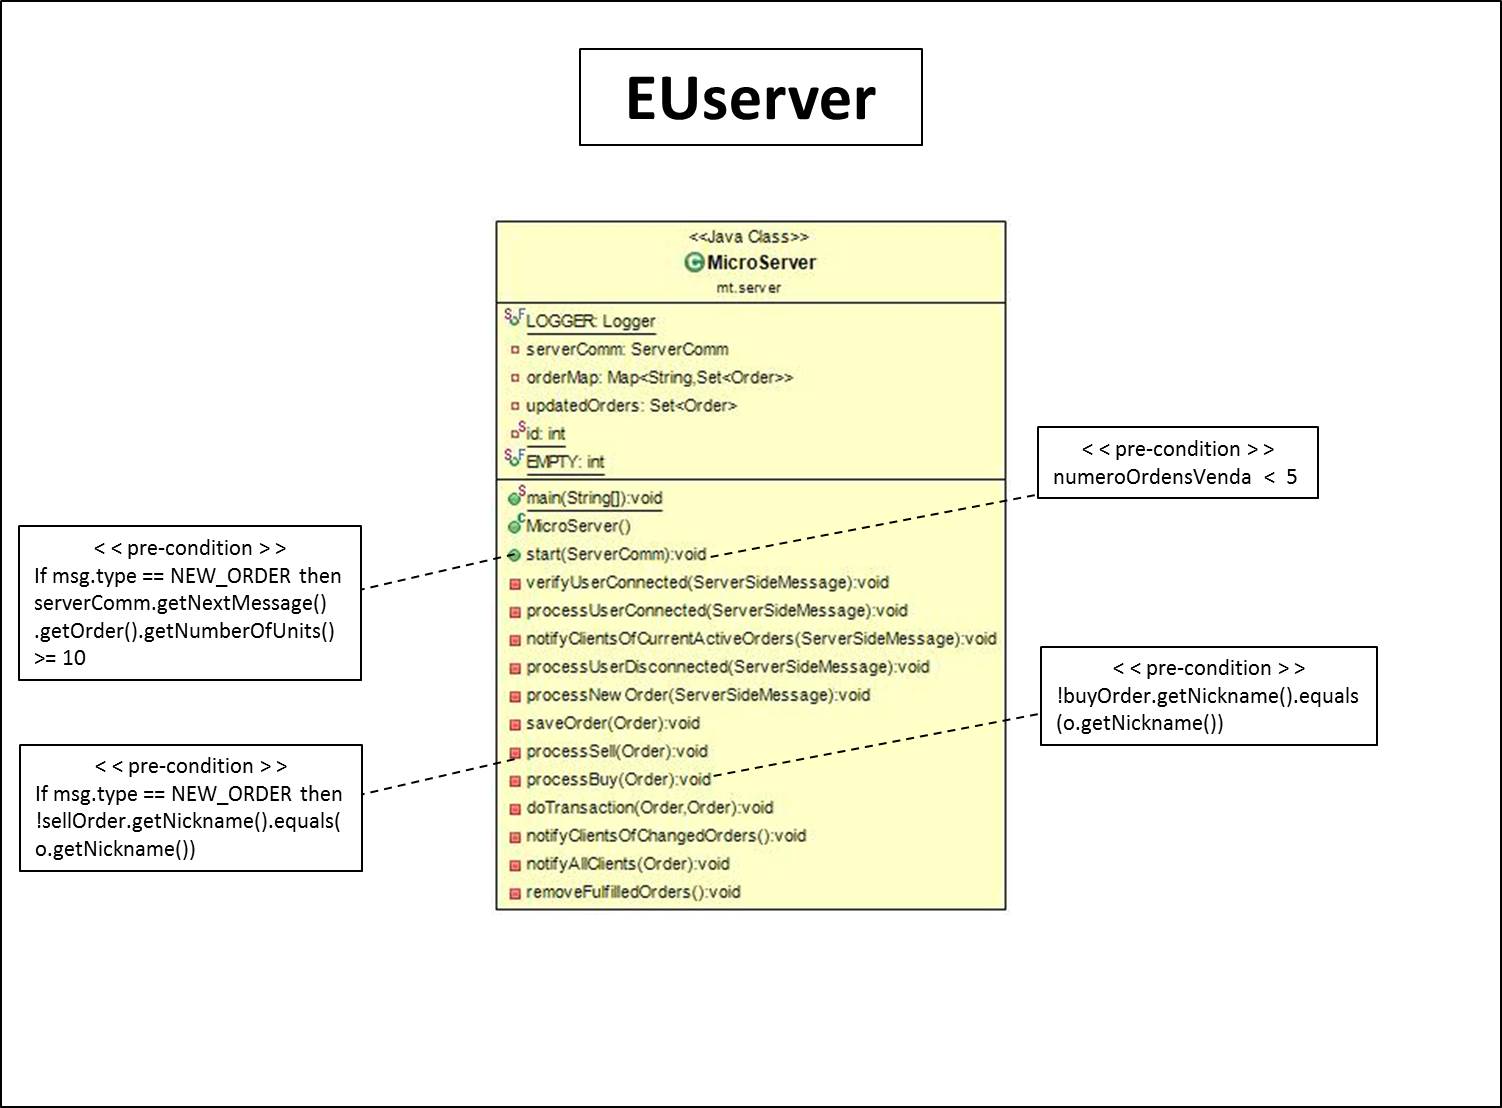 EUserver
<<Java Class>>
MicroServer
mt.server
LOGGER: Logger
serverComm: ServerComm
orderMap: Map<String,Set<Order>>
updatedOrders: Set<Order>
id: int
EMPTY: int
main(String[]):void
MicroServer()
start(ServerComm):void
verifyUserConnected(ServerSideMessage):void
processUserConnected(ServerSideMessage):void
notifyClientsOfCurrentActiveOrders(ServerSideMessage):void
processUserDisconnected(ServerSideMessage):void
processNewOrder(ServerSideMessage):void
saveOrder(Order):void
processSell(Order):void
processBuy(Order):void
doTransaction(Order,Order):void
notifyClientsOfChangedOrders():void
notifyAllClients(Order):void
removeFulfilledOrders():void
< < pre-condition > >
If msg.type == NEW_ORDER then
serverComm.getNextMessage()
.getOrder().getNumberOfUnits()
>= 10
< < pre-condition > >
If msg.type == NEW_ORDER then
!sellOrder.getNickname().equals(
o.getNickname())
< < pre-condition > >
numeroOrdensVenda < 5
< < pre-condition > >
!buyOrder.getNickname().equals
(o.getNickname())